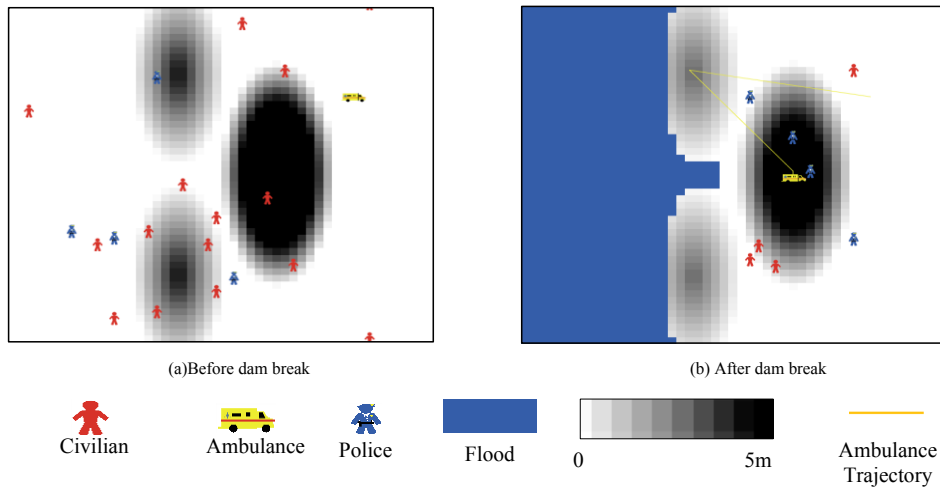 (a)Before dam break
(b) After dam break
Civilian
Ambulance
Police
Flood
0
5m
Ambulance
Trajectory